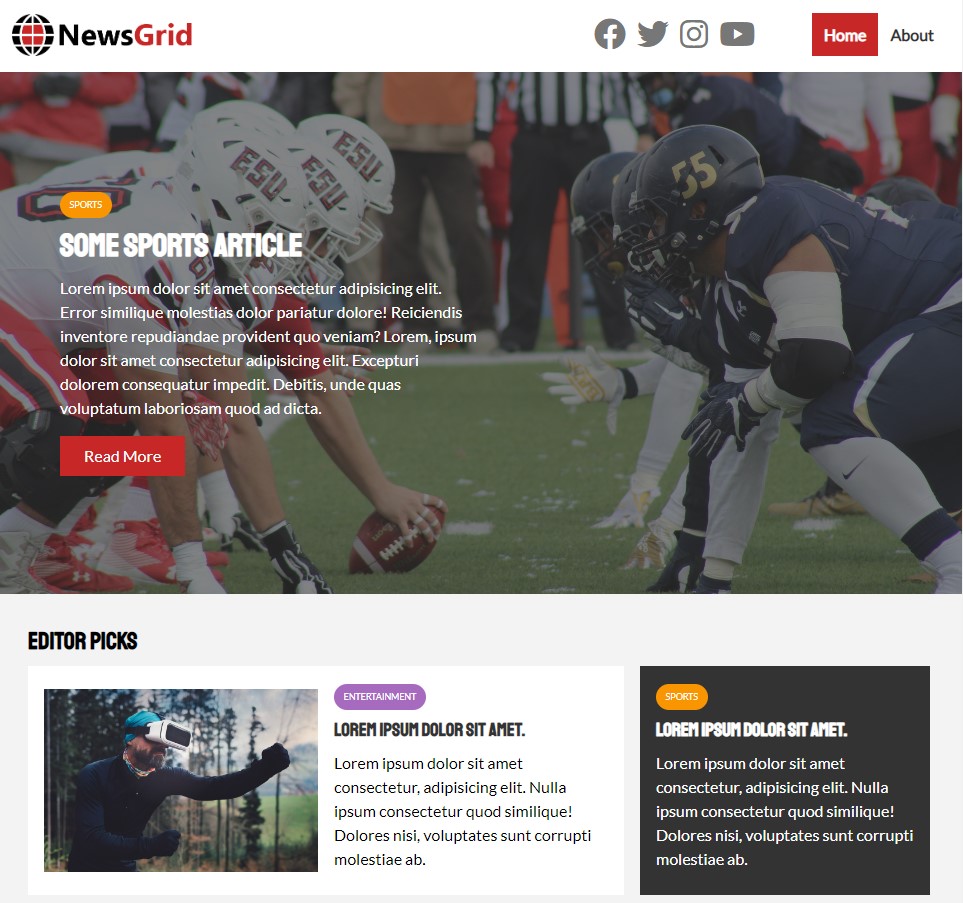 NewsGrid
Home About
ESU ESU ESU
55
SPORTS
SOME SPORTS ARTICLE
Lorem ipsum dolor sit amet consectetur adipisicing elit.
Error similique molestias dolor pariatur dolore! Reiciendis
inventore repudiandae provident quo veniam? Lorem, ipsum
dolor sit amet consectetur adipisicing elit. Excepturi
dolorem consequatur impedit. Debitis, unde quas
voluptatum laboriosam quod ad dicta.
Read More
EDITOR PICKS
ENTERTAINMENT
LOREM IPSUM DOLOR SIT AMET.
Lorem ipsum dolor sit amet
consectetur, adipisicing elit. Nulla
ipsum consectetur quod similique!
Dolores nisi, voluptates sunt corrupti
molestiae ab.
SPORTS
LOREM IPSUM DOLOR SIT AMET.
Lorem ipsum dolor sit amet
consectetur, adipisicing elit. Nulla
ipsum consectetur quod similique!
Dolores nisi, voluptates sunt corrupti
molestiae ab.